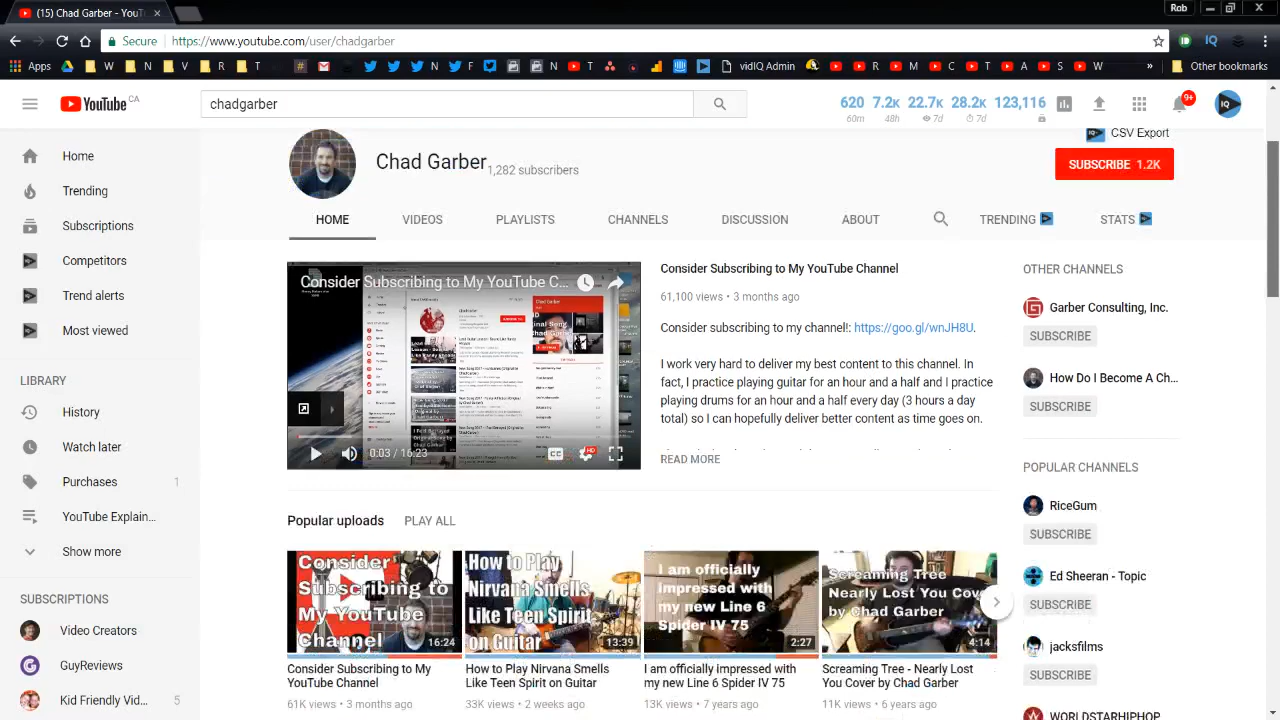 Rob
(15) Chad Garber - YouT
Secure https://www.youtube.com/user/chadgarber
Apps W N V R T N F N T M R M C T A S W vidIQ Admin » Other bookmarks
YouTube CA
chadgarber
620 7.2K 22.7K 28.2K 123,116
60m 48h 7d 7d
9+
Home
Trending
Subscriptions
Competitors
Trend alerts
Most viewed
LIBRARY
History
Watch later
Purchases 1
YouTube Explain...
Show more
SUBSCRIPTIONS
Video Creators
GuyReviews
Kid Friendly Vid... 5
Chad Garber 1,282 subscribers
CSV Export
SUBSCRIBE 1.2K
HOME VIDEOS PLAYLISTS CHANNELS DISCUSSION ABOUT TRENDING STATS
Consider Subscribing to My YouTube C...
0:03 / 16:23
CC HD
Consider Subscribing to My YouTube Channel
61,100 views • 3 months ago
Consider subscribing to my channel!: https://goo.gl/wnJH8U.
I work very hard to deliver my best content to this channel. In
fact, I practice playing guitar for an hour and a half and I practice
playing drums for an hour and a half every day (3 hours a day
total) so I can hopefully deliver better content as time goes on.
READ MORE
Popular uploads PLAY ALL
Consider
Subscribing to
My YouTube
Channel
16:24
Consider Subscribing to My
YouTube Channel
61K views • 3 months ago
How to Play
Nirvana Smells
Like Teen Spirit
on Guitar
13:39
How to Play Nirvana Smells
Like Teen Spirit on Guitar
33K views • 2 weeks ago
I am officially
impressed with
my new Line 6
Spider IV 75
2:27
I am officially impressed with
my new Line 6 Spider IV 75
13K views • 7 years ago
Screaming Tree
Nearly Lost You Cove
by Chad Garber
4:14
Screaming Tree - Nearly Lost
You Cover by Chad Garber
11K views • 6 years ago
OTHER CHANNELS
Garber Consulting, Inc.
SUBSCRIBE
How Do I Become A Ch...
SUBSCRIBE
POPULAR CHANNELS
RiceGum
SUBSCRIBE
Ed Sheeran - Topic
SUBSCRIBE
jacksfilms
SUBSCRIBE
WORLDSTARHIPHOP